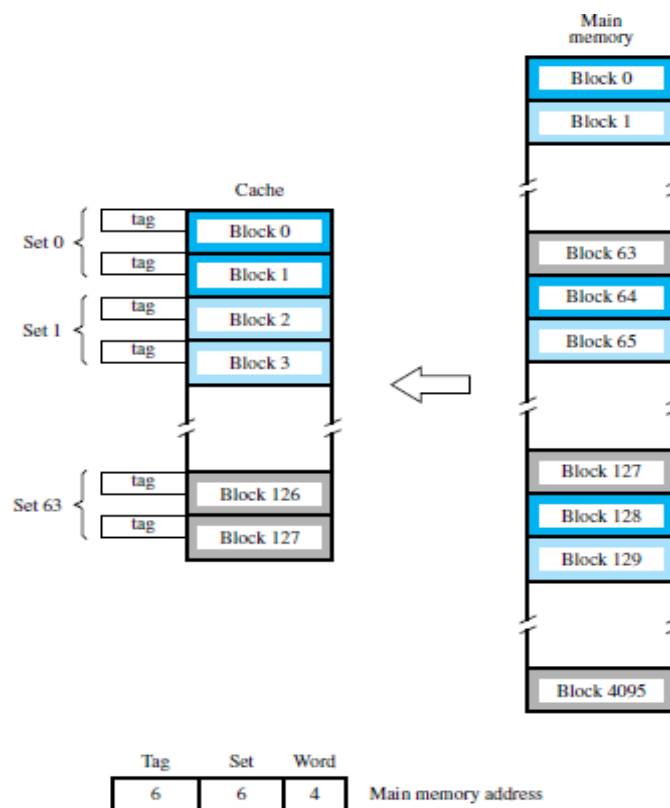 Main
memory
Block 0
Block 1
Cache
tag
Block 0
Set 0
Block 63
tag
Block 1
Block 64
tag
Block 2
Set 1
Block 65
tag
Block 3
tag
Block 127
Block 126
Set 63
Block 128
tag
Block 127
Block 129
Block 4095
Tag Set Word
6 6 4 Main memory address